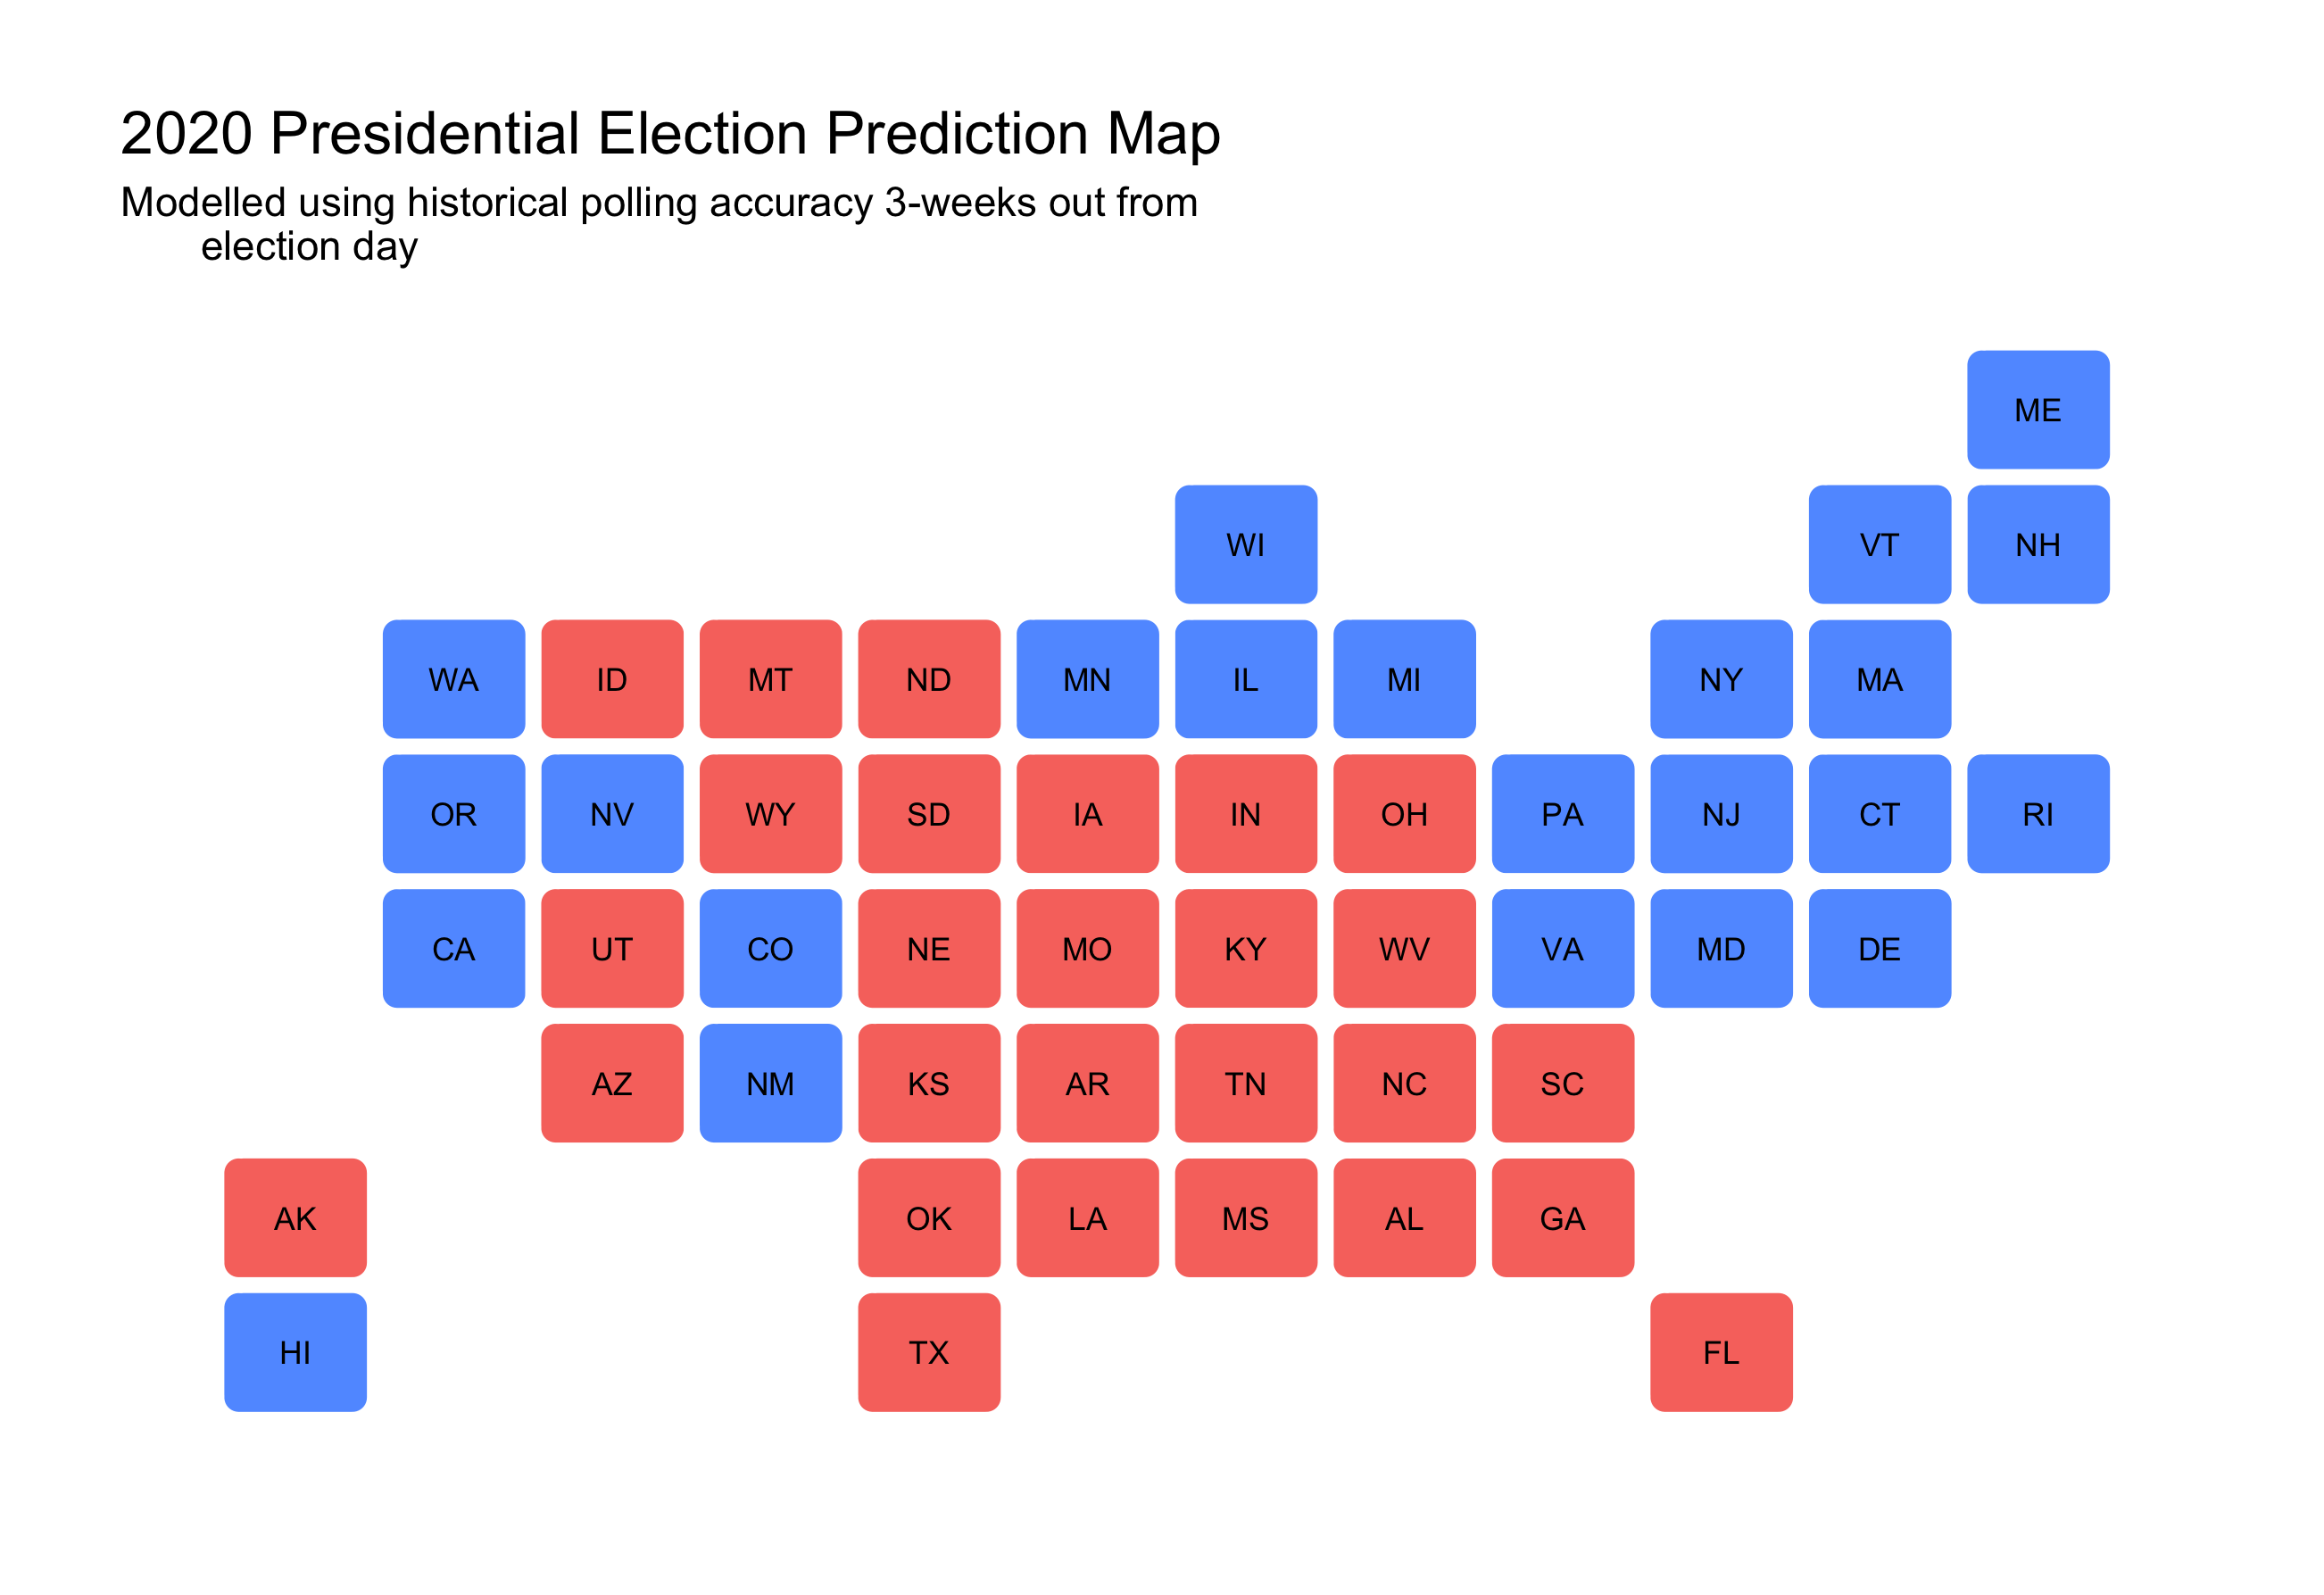 2020 Presidential Election Prediction Map
Modelled using historical polling accuracy 3-weeks out from
election day
ME
WI VT NH
WA ID MT ND MN IL MI NY MA
OR NV WY SD IA IN OH PA NJ CT RI
CA UT CO NE MO KY WV VA MD DE
AZ NM KS AR TN NC SC
AK OK LA MS AL GA
HI TX FL